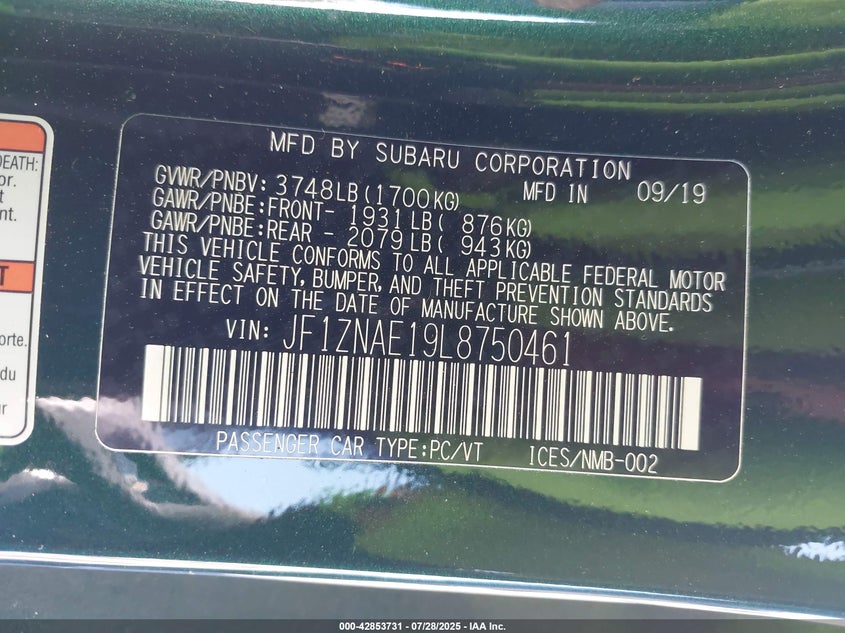 MFD BY SUBARU CORPORATION
GVWR/PNBV: 3748LB(1700KG) MFD IN 09/19
GAWR/PNBE:FRONT- 1931LB( 876KG)
GAWR/PNBE:REAR - 2079LB( 943KG)
THIS VEHICLE CONFORMS TO ALL APPLICABLE FEDERAL MOTOR
VEHICLE SAFETY, BUMPER, AND THEFT PREVENTION STANDARDS
IN EFFECT ON THE DATE OF MANUFACTURE SHOWN ABOVE.
VIN: JF1ZNAE19L8750461
PASSENGER CAR TYPE:PC/VT ICES/NMB-002
DEATH:
or.
t
nt.
T
orte.
du
ur
000-42853731 - 07/28/2025 - IAA Inc.